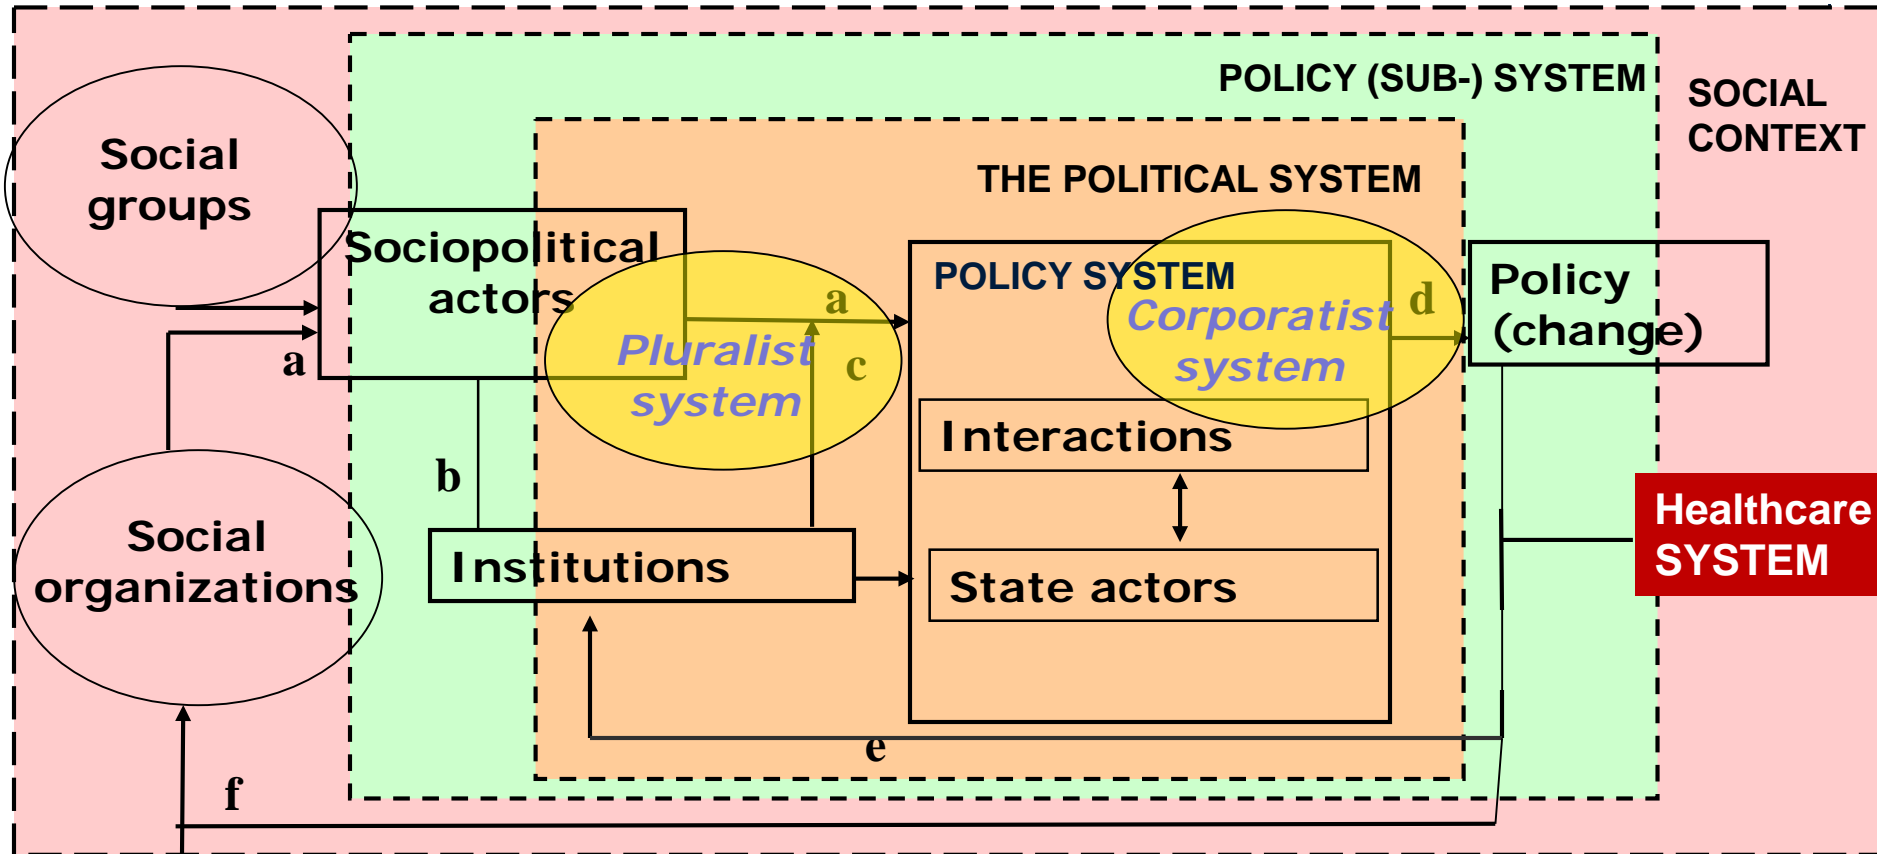 POLICY (SUB-) SYSTEM
SOCIAL
CONTEXT
Social
groups
THE POLITICAL SYSTEM
Sociopolitical
actors
POLICY SYSTEM
a
Pluralist
system
c
Corporatist
system
d
Policy
(change)
a
b
Interactions
Institutions
State actors
Social
organizations
Healthcare
SYSTEM
e
f